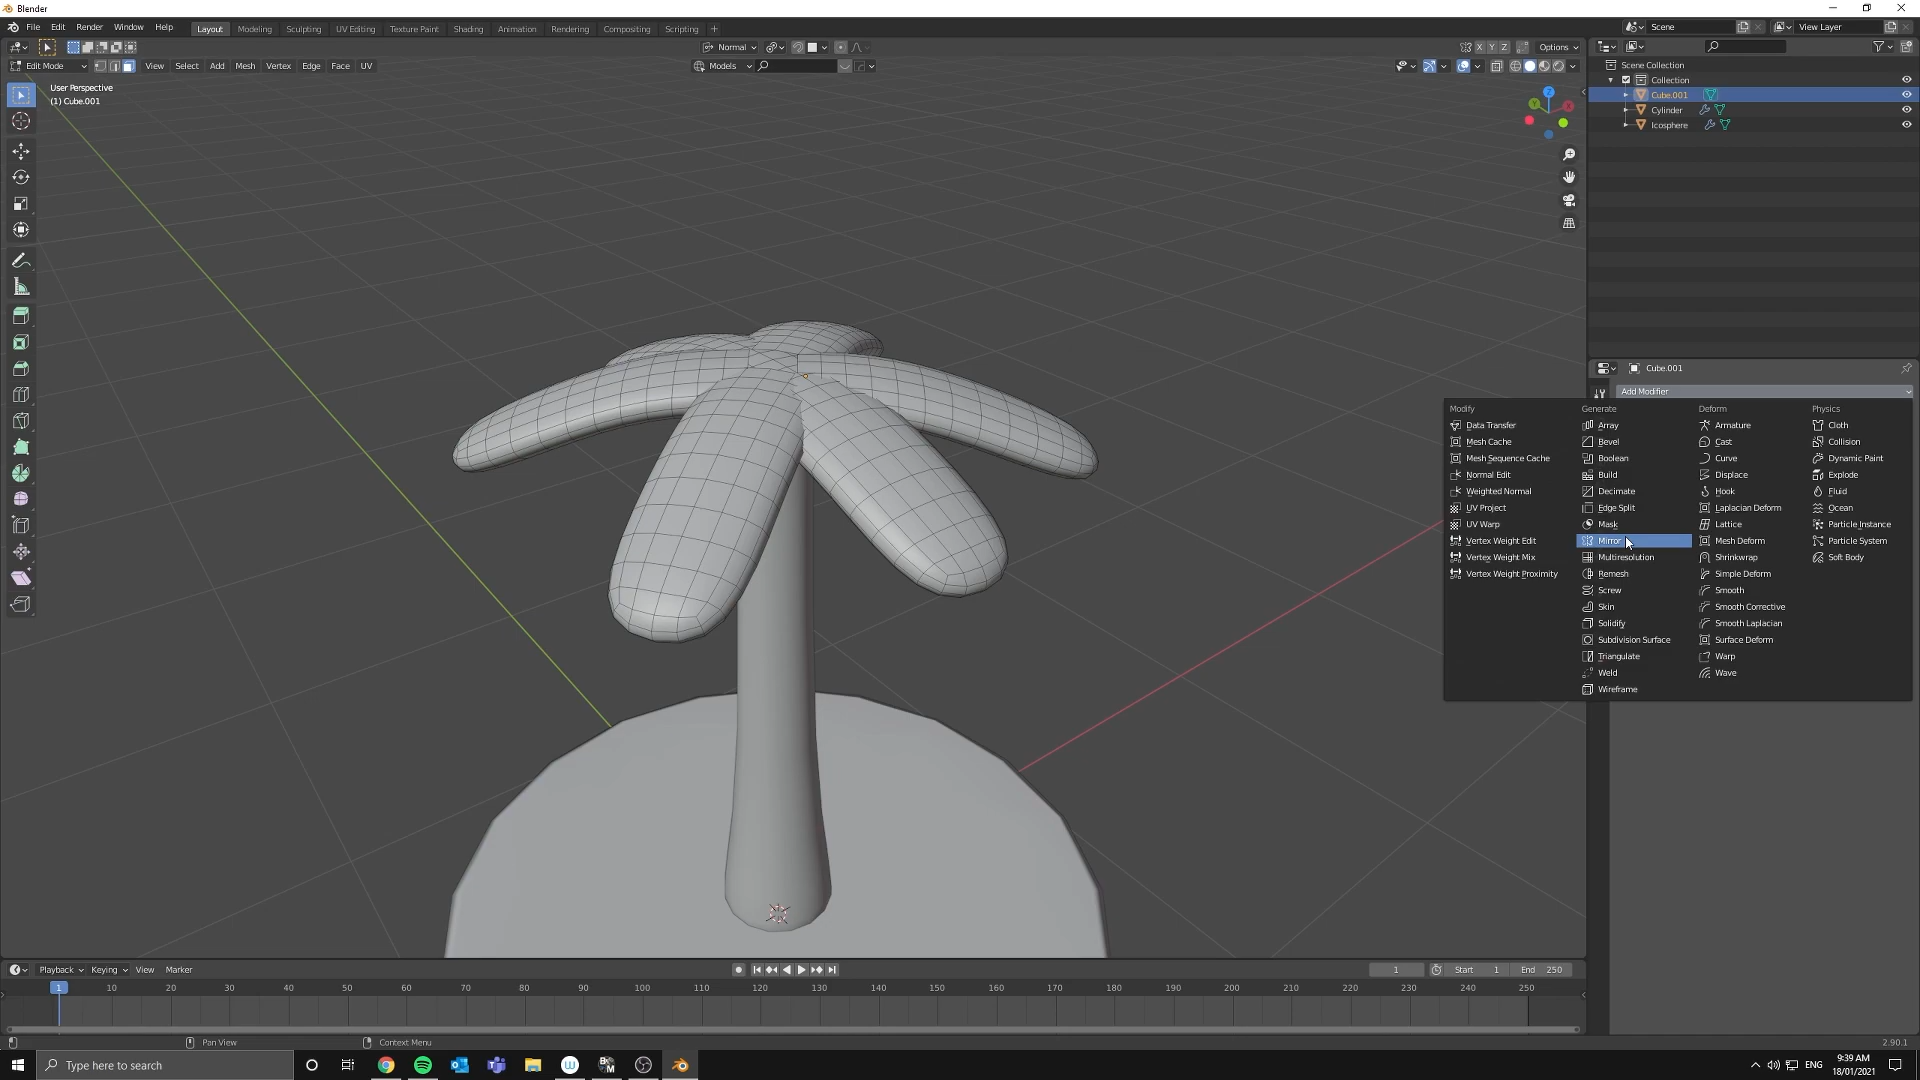 Blender
File Edit Render Window Help
Layout Modeling Sculpting UV Editing Texture Paint Shading Animation Rendering Compositing Scripting +
Scene
View Layer
Normal
X Y Z
Options
Edit Mode
View Select Add Mesh Vertex Edge Face UV
Models
User Perspective
(1) Cube.001
Z
Y
X
Scene Collection
Collection
Cube.001
Cylinder
Icosphere
Cube.001
Add Modifier
Modify Generate Deform Physics
Data Transfer Array Armature Cloth
Mesh Cache Bevel Cast Collision
Mesh Sequence Cache Boolean Curve Dynamic Paint
Normal Edit Build Displace Explode
Weighted Normal Decimate Hook Fluid
UV Project Edge Split Laplacian Deform Ocean
UV Warp Mask Lattice Particle Instance
Vertex Weight Edit Mirror Mesh Deform Particle System
Vertex Weight Mix Multiresolution Shrinkwrap Soft Body
Vertex Weight Proximity Remesh Simple Deform
Screw Smooth
Skin Smooth Corrective
Solidify Smooth Laplacian
Subdivision Surface Surface Deform
Triangulate Warp
Weld Wave
Wireframe
Playback Keying View Marker
1 Start 1 End 250
1 10 20 30 40 50 60 70 80 90 100 110 120 130 140 150 160 170 180 190 200 210 220 230 240 250
Pan View Context Menu 2.90.1
Type here to search
ENG
9:39 AM
18/01/2021